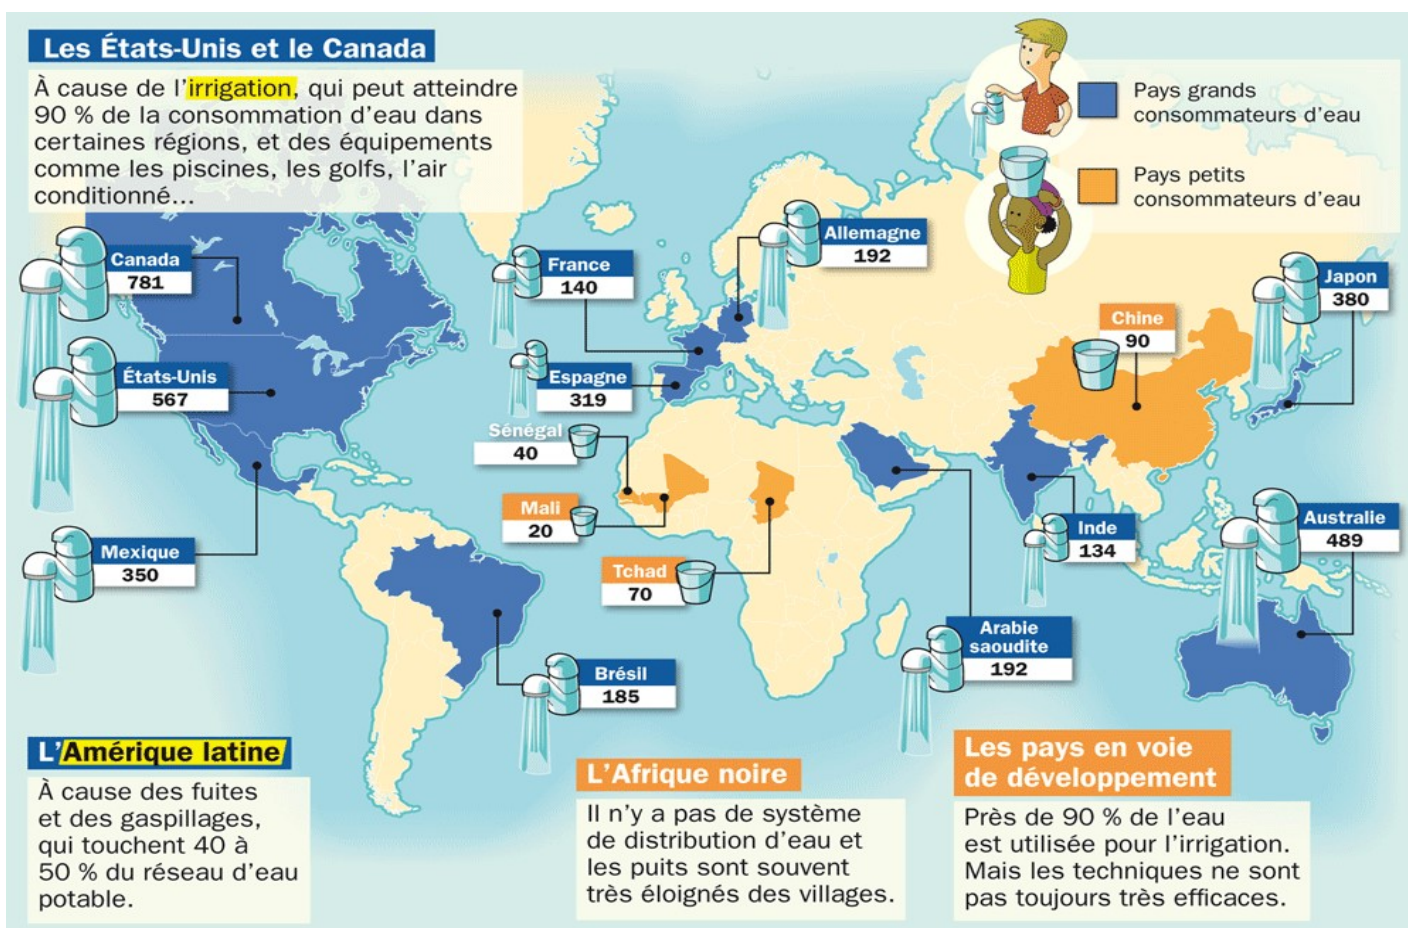 Les États-Unis et le Canada
À cause de l'irrigation, qui peut atteindre
90 % de la consommation d'eau dans
certaines régions, et des équipements
comme les piscines, les golfs, l'air
conditionné...
Pays grands
consommateurs d'eau
Pays petits
consommateurs d'eau
Canada
781
États-Unis
567
Mexique
350
France
140
Espagne
319
Allemagne
192
Sénégal
40
Mali
20
Tchad
70
Brésil
185
Chine
90
Japon
380
Inde
134
Arabie
saoudite
192
Australie
489
L'Amérique latine
À cause des fuites
et des gaspillages,
qui touchent 40 à
50 % du réseau d'eau
potable.
L'Afrique noire
Il n'y a pas de système
de distribution d'eau et
les puits sont souvent
très éloignés des villages.
Les pays en voie
de développement
Près de 90 % de l'eau
est utilisée pour l'irrigation.
Mais les techniques ne sont
pas toujours très efficaces.